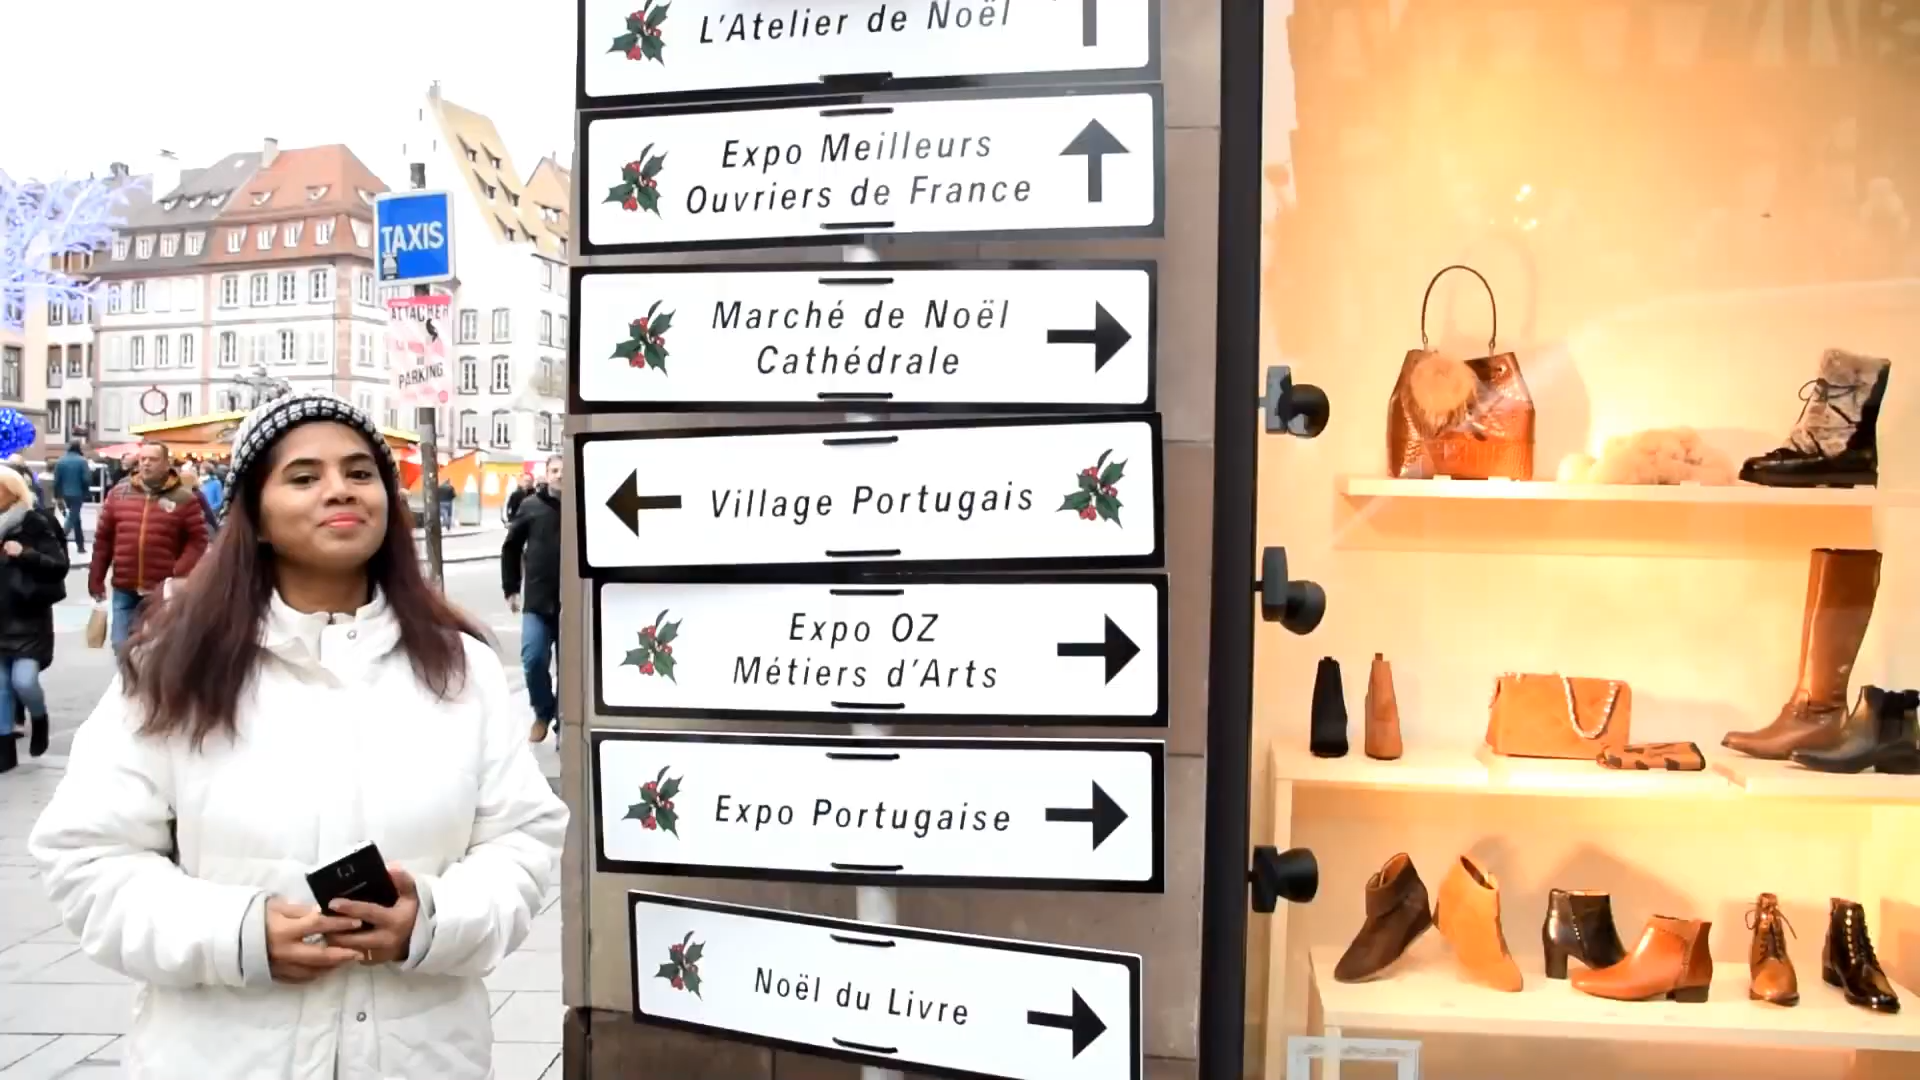 L'Atelier de Noël
Expo Meilleurs
Ouvriers de France
Marché de Noël
Cathédrale
Village Portugais
Expo OZ
Métiers d'Arts
Expo Portugaise
Noël du Livre
TAXIS
ATTACHER
PARKING